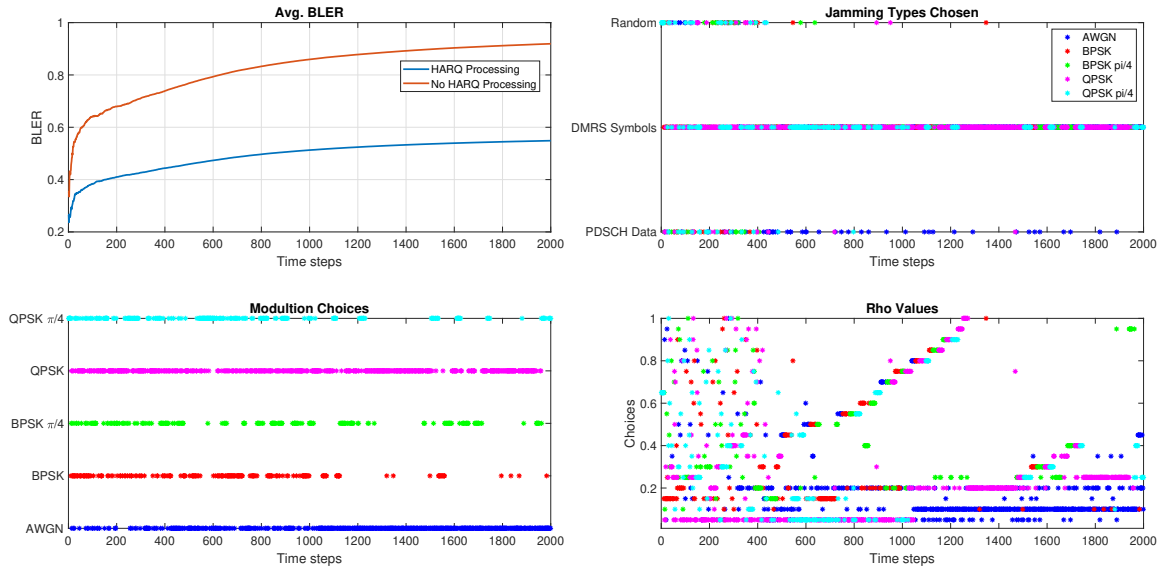 Avg. BLER
1
0.8
0.6
0.4
0.2
BLER
HARQ Processing
No HARQ Processing
0 200 400 600 800 1000 1200 1400 1600 1800 2000
Time steps
Jamming Types Chosen
Random
DMRS Symbols
PDSCH Data
AWGN
BPSK
BPSK pi/4
QPSK
QPSK pi/4
0 200 400 600 800 1000 1200 1400 1600 1800 2000
Time steps
Modultion Choices
QPSK π/4
QPSK
BPSK π/4
BPSK
AWGN
0 200 400 600 800 1000 1200 1400 1600 1800 2000
Time steps
Rho Values
1
0.8
0.6
0.4
0.2
Choices
0 200 400 600 800 1000 1200 1400 1600 1800 2000
Time steps